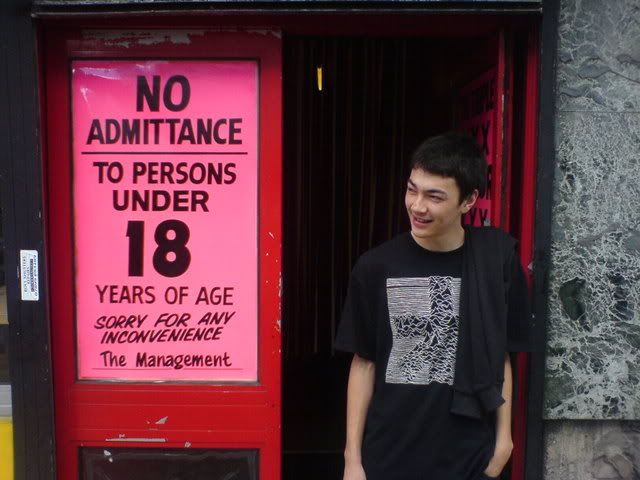 NO
ADMITTANCE
TO PERSONS
UNDER
18
YEARS OF AGE
SORRY FOR ANY
INCONVENIENCE
The Management